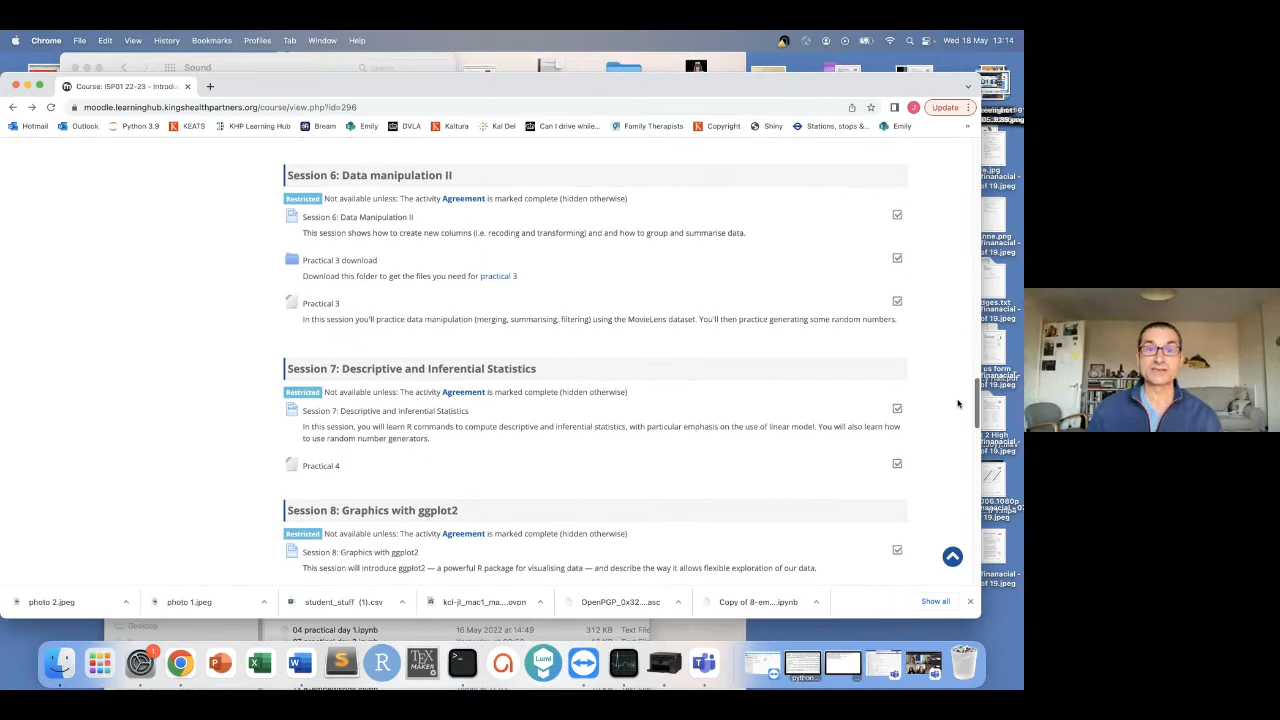 Chrome File Edit View History Bookmarks Profiles Tab Window Help
Wed 18 May 13:14
Sound
Search
Course: ISP01 22-23 - Introdu
moodle.learninghub.kingshealthpartners.org/course/view.php?id=296
Update
Hotmail Outlook Python 3.9 KEATS KHP Learning Hub Bream Emily DVLA Kaltura Kal Del Catch some while... Family therapists Copyright Shiny Stations, stops &... Emily »
Session 6: Data manipulation II
Restricted Not available unless: The activity Agreement is marked complete (hidden otherwise)
Session 6: Data Manipulation II
This session shows how to create new columns (i.e. recoding and transforming) and and how to group and summarise data.
Practical 3 download
Download this folder to get the files you need for practical 3
Practical 3
In this session you'll practice data manipulation (merging, summarising, filtering) using the MovieLens dataset. You'll then practice generating some random numbers.
Session 7: Descriptive and Inferential Statistics
Restricted Not available unless: The activity Agreement is marked complete (hidden otherwise)
Session 7: Descriptive and Inferential Statistics
In this session, you will learn R commands to compute descriptive and inferential statistics, with particular emphasis on the use of linear model. You will also learn how
to use random number generators.
Practical 4
Session 8: Graphics with ggplot2
Restricted Not available unless: The activity Agreement is marked complete (hidden otherwise)
Session 8: Graphics with ggplot2
This session will introduce ggplot2 — a powerful R package for visualising data — and describe the way it allows flexible exploration of our data.
photo 2.jpeg photo 1.jpeg student_stuff (1).csv kcl-jl_mac1_ma....ovpn OpenPGP_0x32....asc Copy of 8-em....ipynb Show all
Desktop
04 practical day 1.ipynb 16 May 2022 at 14:49 312 KB Text File